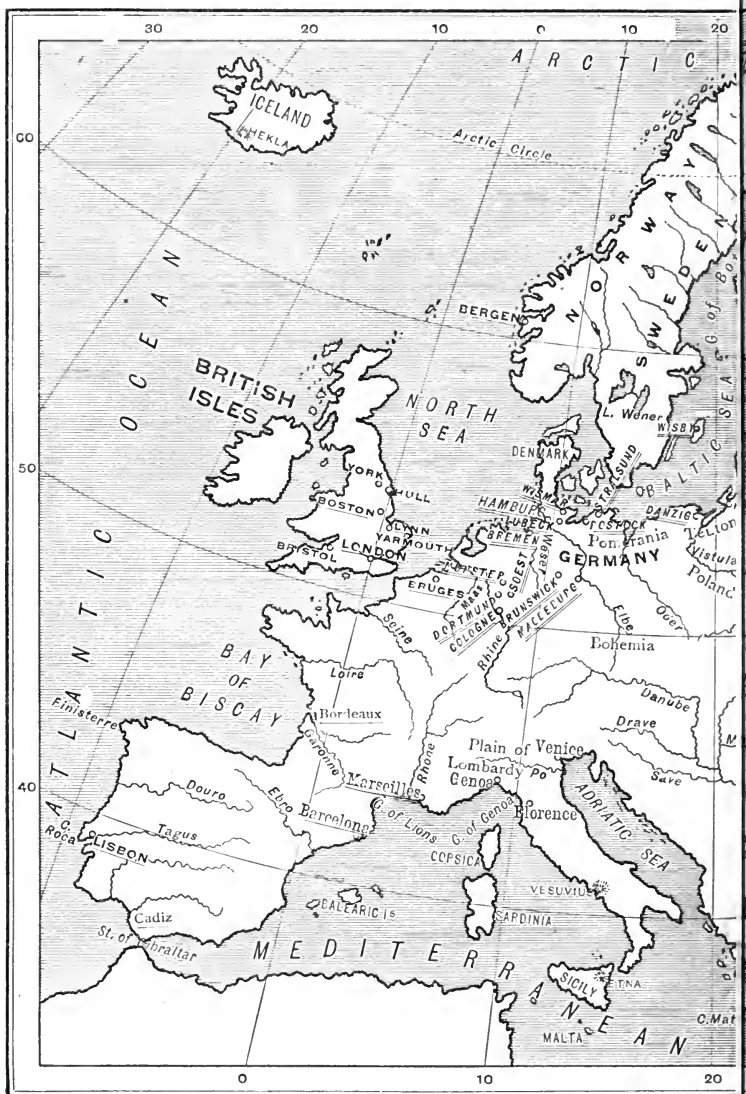 30 20 10 0 10 20
ARCTIC
ICELAND
HEKLA
60
Arctic Circle
NORWAY
SWEDEN
G. of Bo
BERGEN
ATLANTIC OCEAN
BRITISH
ISLES
NORTH
SEA
L. Wener
WISBY
BALTIC SEA
DENMARK
50
YORK
HULL
BOSTON
LYNN
YARMOUTH
BRISTOL
LONDON
WISMAR
STRALSUND
HAMBURG
LUBECK
ROSTOCK
DANZIG
BREMEN
Pomerania
Vistula
Poland
Weser
GERMANY
BRUGES
Maas
SOEST
DORTMUND
COLOGNE
BRUNSWICK
Rhine
Elbe
Oder
Bohemia
Seine
BAY
OF
BISCAY
Loire
Danube
Finisterre
Bordeaux
Drave
Garonne
Plain of Venice
Save
Rhone
Lombardy
Po
40
Marseilles
Genoa
Douro
Ebro
Barcelona
G. of Lions
G. of Genoa
Florence
ADRIATIC SEA
C.
Roca
Tagus
LISBON
CORSICA
VESUVIUS
BALEARIC IS
SARDINIA
Cadiz
St. of Gibraltar
MEDITERRANEAN
SICILY
ETNA
C. Mat
MALTA
0 10 20